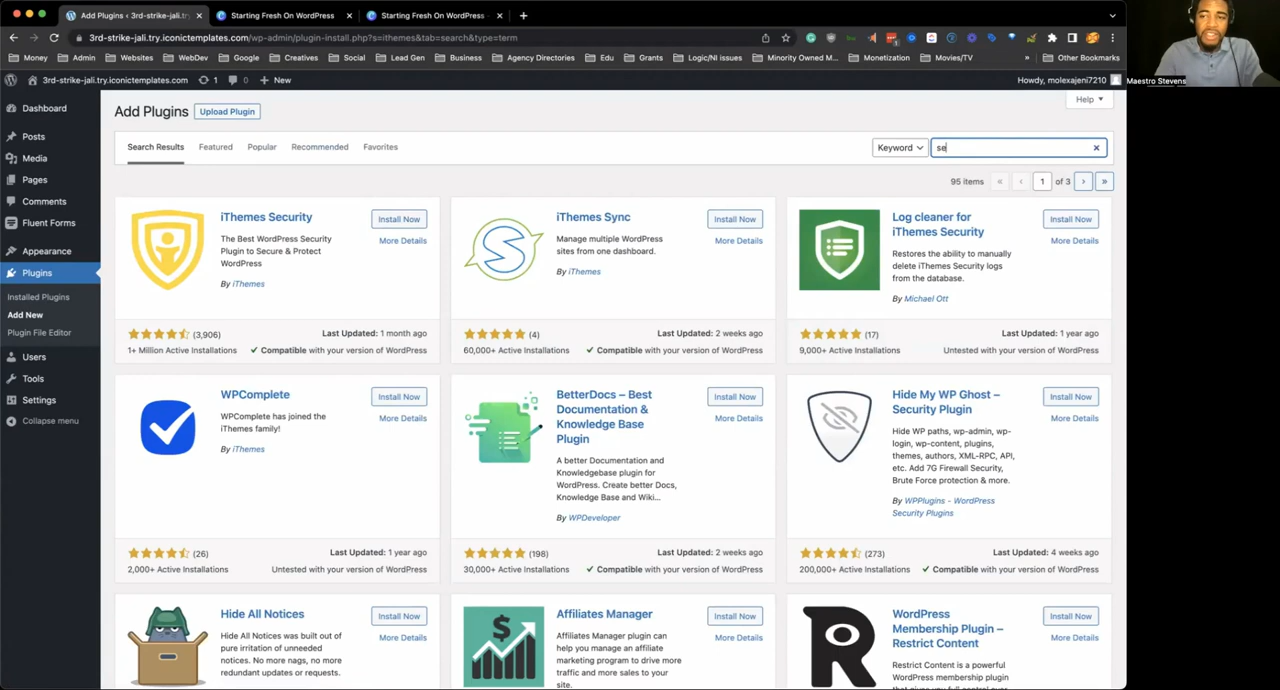 Add Plugins ‹ 3rd-strike-jali.try
Starting Fresh On WordPress
Starting Fresh On WordPress
3rd-strike-jali.try.iconictemplates.com/wp-admin/plugin-install.php?s=ithemes&tab=search&type=term
Money Admin Websites WebDev Google Creatives Social Lead Gen Business Agency Directories Edu Grants Logic/NI issues Minority Owned M... Monetization Movies/TV » Other Bookmarks
Maestro Stevens
3rd-strike-jali.try.iconictemplates.com 1 0 + New Howdy, molexajeni7210
Dashboard
Posts
Media
Pages
Comments
Fluent Forms
Appearance
Plugins
Installed Plugins
Add New
Plugin File Editor
Users
Tools
Settings
Collapse menu
Add Plugins Upload Plugin
Help
Search Results Featured Popular Recommended Favorites
Keyword se
95 items « ‹ 1 of 3 › »
iThemes Security
Install Now
More Details
The Best WordPress Security
Plugin to Secure & Protect
WordPress
By iThemes
(3,906)
Last Updated: 1 month ago
1+ Million Active Installations
✓ Compatible with your version of WordPress
iThemes Sync
Install Now
More Details
Manage multiple WordPress
sites from one dashboard.
By iThemes
(4)
Last Updated: 2 weeks ago
60,000+ Active Installations
✓ Compatible with your version of WordPress
Log cleaner for
iThemes Security
Install Now
More Details
Restores the ability to manually
delete iThemes Security logs
from the database.
By Michael Ott
(17)
Last Updated: 1 year ago
9,000+ Active Installations
Untested with your version of WordPress
WPComplete
Install Now
More Details
WPComplete has joined the
iThemes family!
By iThemes
(26)
Last Updated: 1 year ago
2,000+ Active Installations
Untested with your version of WordPress
BetterDocs – Best
Documentation &
Knowledge Base
Plugin
Install Now
More Details
A better Documentation and
Knowledgebase plugin for
WordPress. Create better Docs,
Knowledge Base and Wiki...
By WPDeveloper
(198)
Last Updated: 2 weeks ago
30,000+ Active Installations
✓ Compatible with your version of WordPress
Hide My WP Ghost –
Security Plugin
Install Now
More Details
Hide WP paths, wp-admin, wp-
login, wp-content, plugins,
themes, authors, XML-RPC, API,
etc. Add 7G Firewall Security,
Brute Force protection & more.
By WPPlugins - WordPress
Security Plugins
(273)
Last Updated: 4 weeks ago
200,000+ Active Installations
✓ Compatible with your version of WordPress
Hide All Notices
Install Now
More Details
Hide All Notices was built out of
pure irritation of unneeded
notices. No more nags, no more
redundant updates or requests.
Affiliates Manager
Install Now
More Details
Affiliates Manager plugin can
help you manage an affiliate
marketing program to drive more
traffic and more sales to your
site.
WordPress
Membership Plugin –
Restrict Content
Install Now
More Details
Restrict Content is a powerful
WordPress membership plugin
that gives you full control over